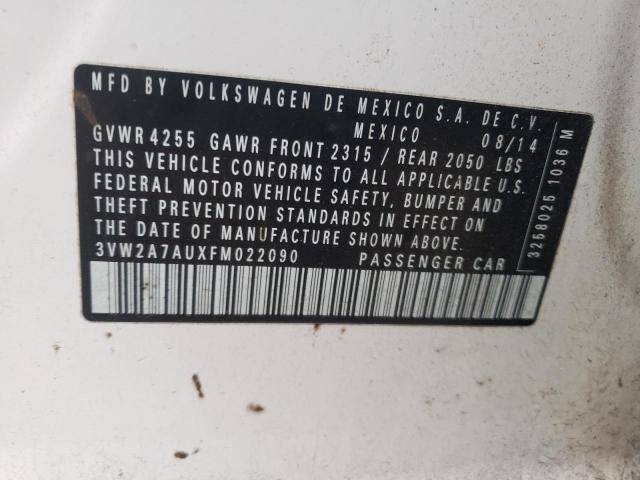 MFD BY VOLKSWAGEN DE MEXICO S.A. DE C.V.
MEXICO 08/14
GVWR 4255 GAWR FRONT 2315 / REAR 2050 LBS
THIS VEHICLE CONFORMS TO ALL APPLICABLE U.S.
FEDERAL MOTOR VEHICLE SAFETY, BUMPER AND
THEFT PREVENTION STANDARDS IN EFFECT ON
THE DATE OF MANUFACTURE SHOWN ABOVE.
3VW2A7AUXFM022090 PASSENGER CAR
3258025 1036 M